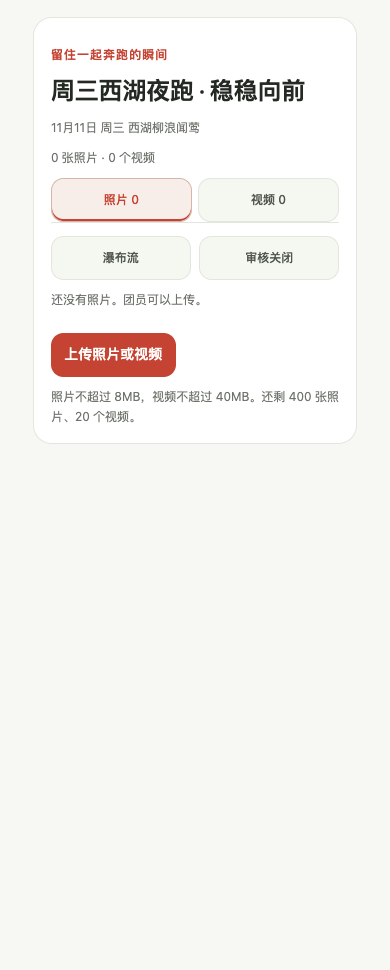 留住一起奔跑的瞬间
周三西湖夜跑 · 稳稳向前
11月11日 周三 西湖柳浪闻莺
0 张照片 · 0 个视频
照片 0
视频 0
瀑布流
审核关闭
还没有照片。团员可以上传。
上传照片或视频
照片不超过 8MB，视频不超过 40MB。还剩 400 张照
片、20 个视频。